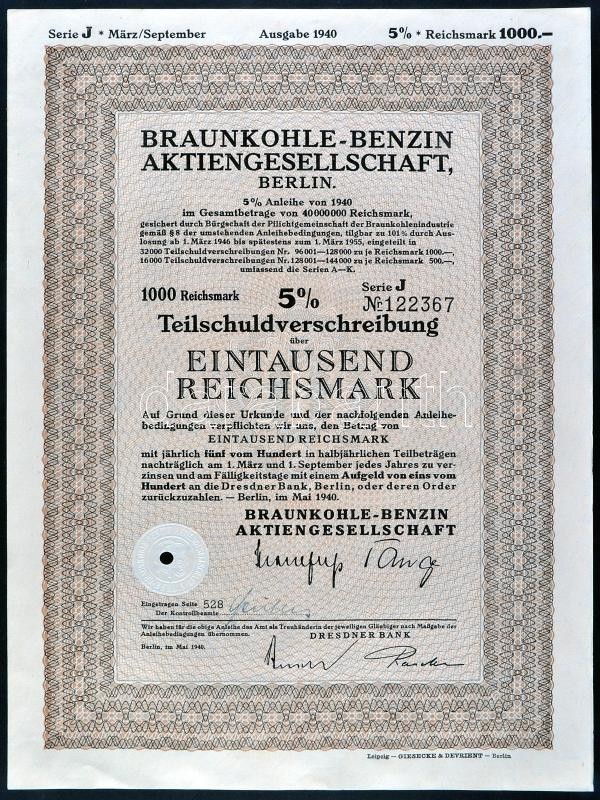 Serie J * März/September Ausgabe 1940 5% * Reichsmark 1000.—
BRAUNKOHLE-BENZIN
AKTIENGESELLSCHAFT,
BERLIN.
5% Anleihe von 1940
im Gesamtbetrage von 40000000 Reichsmark,
gesichert durch Bürgschaft der Pflichtgemeinschaft der Braunkohlenindustrie
gemäß § 8 der umstehenden Anleihebedingungen, tilgbar zu 101% durch Aus-
losung ab 1. März 1946 bis spätestens zum 1. März 1955, eingeteilt in
32000 Teilschuldverschreibungen Nr. 96001—128000 zu je Reichsmark 1000.—,
16000 Teilschuldverschreibungen Nr. 128001—144000 zu je Reichsmark 500.—,
umfassend die Serien A—K.
1000 Reichsmark 5% Serie J
Nr. 122367
Teilschuldverschreibung
über
EINTAUSEND
REICHSMARK
Auf Grund dieser Urkunde und der nachfolgenden Anleihe-
bedingungen verpflichten wir uns, den Betrag von
EINTAUSEND REICHSMARK
mit jährlich fünf vom Hundert in halbjährlichen Teilbeträgen
nachträglich am 1. März und 1. September jedes Jahres zu ver-
zinsen und am Fälligkeitstage mit einem Aufgeld von eins vom
Hundert an die Dresdner Bank, Berlin, oder deren Order
zurückzuzahlen. — Berlin, im Mai 1940.
BRAUNKOHLE-BENZIN
AKTIENGESELLSCHAFT
Eingetragen Seite 528
Der Kontrollbeamte
Wir haben für die obige Anleihe das Amt als Treuhänderin der jeweiligen Gläubiger nach Maßgabe der
Anleihebedingungen übernommen. DRESDNER BANK
Berlin, im Mai 1940.
Leipzig — GIESECKE & DEVRIENT — Berlin